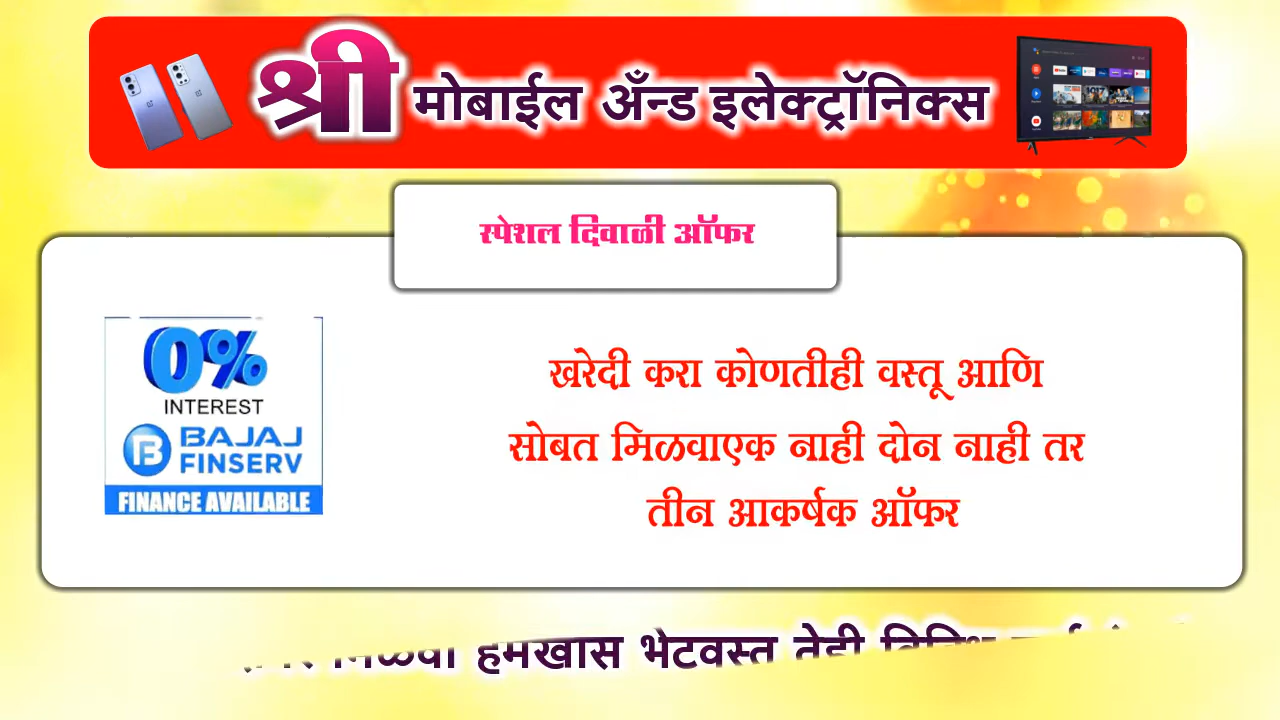 श्री मोबाईल अँन्ड इलेक्ट्रॉनिक्स
स्पेशल दिवाळी ऑफर
0%
INTEREST
BAJAJ
FINSERV
FINANCE AVAILABLE
खरेदी करा कोणतीही वस्तू आणि
सोबत मिळवाएक नाही दोन नाही तर
तीन आकर्षक ऑफर
मिळवा हमखास भेटवस्तू तेही